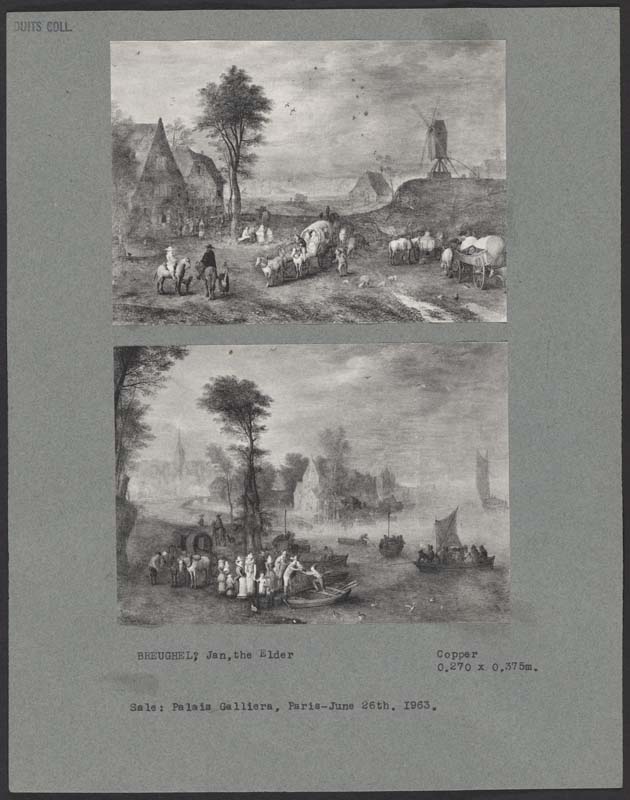 DUITS COLL.
BREUGHEL; Jan, the Elder
Copper
0.270 x 0.375m.
Sale: Palais Galliera, Paris-June 26th. 1963.